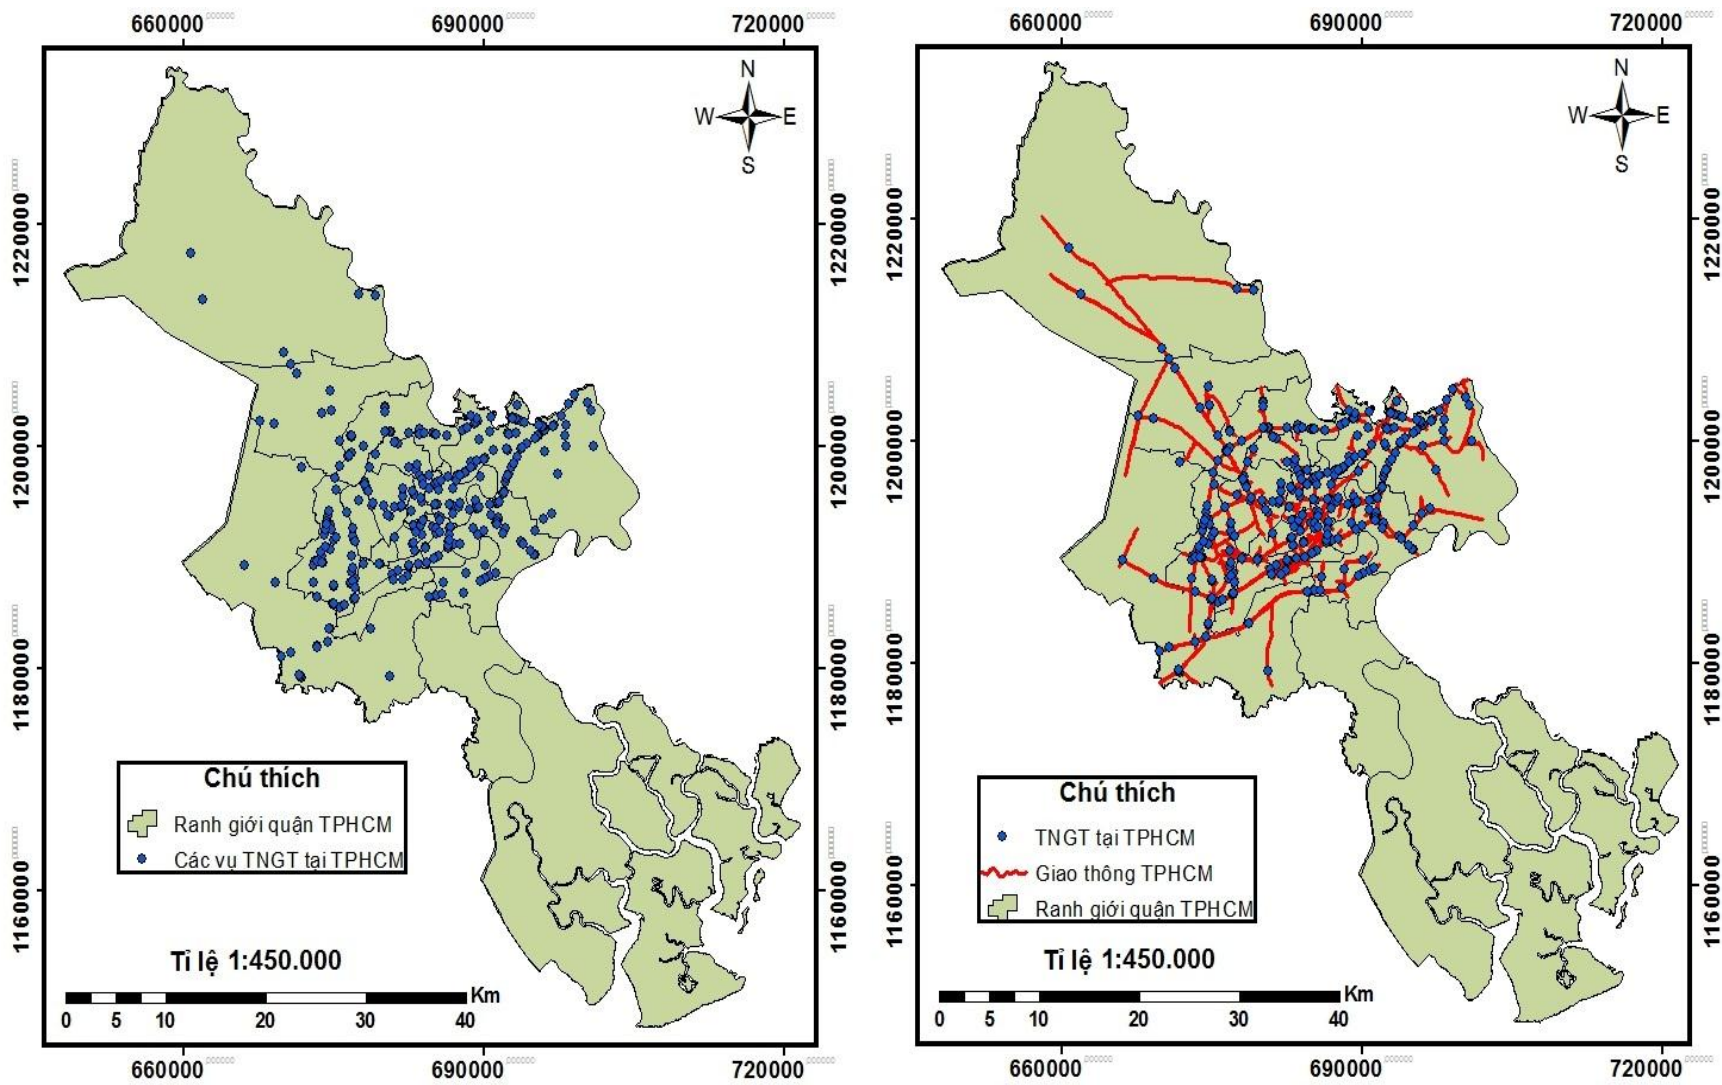 660000 690000 720000
N
W E
S
1220000 1220000
1200000 1200000
1180000 1180000
1160000 1160000
Chú thích
Ranh giới quận TPHCM
Các vụ TNGT tại TPHCM
Tỉ lệ 1:450.000
Km
0 5 10 20 30 40
660000 690000 720000
660000 690000 720000
N
W E
S
1220000 1220000
1200000 1200000
1180000 1180000
1160000 1160000
Chú thích
TNGT tại TPHCM
Giao thông TPHCM
Ranh giới quận TPHCM
Tỉ lệ 1:450.000
Km
0 5 10 20 30 40
660000 690000 720000